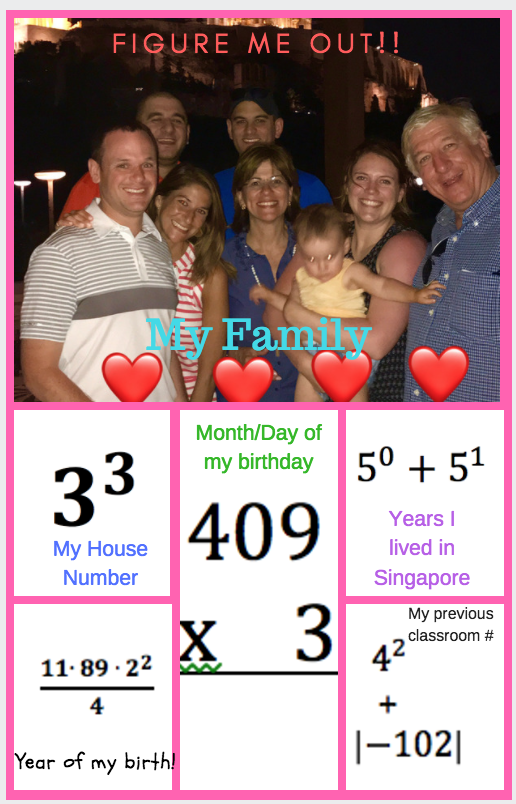 FIGURE ME OUT!!
My Family
3³
My House
Number
Month/Day of
my birthday
409
x 3
5⁰ + 5¹
Years I
lived in
Singapore
11· 89 · 2²
4
Year of my birth!
My previous
classroom #
4²
+
|−102|